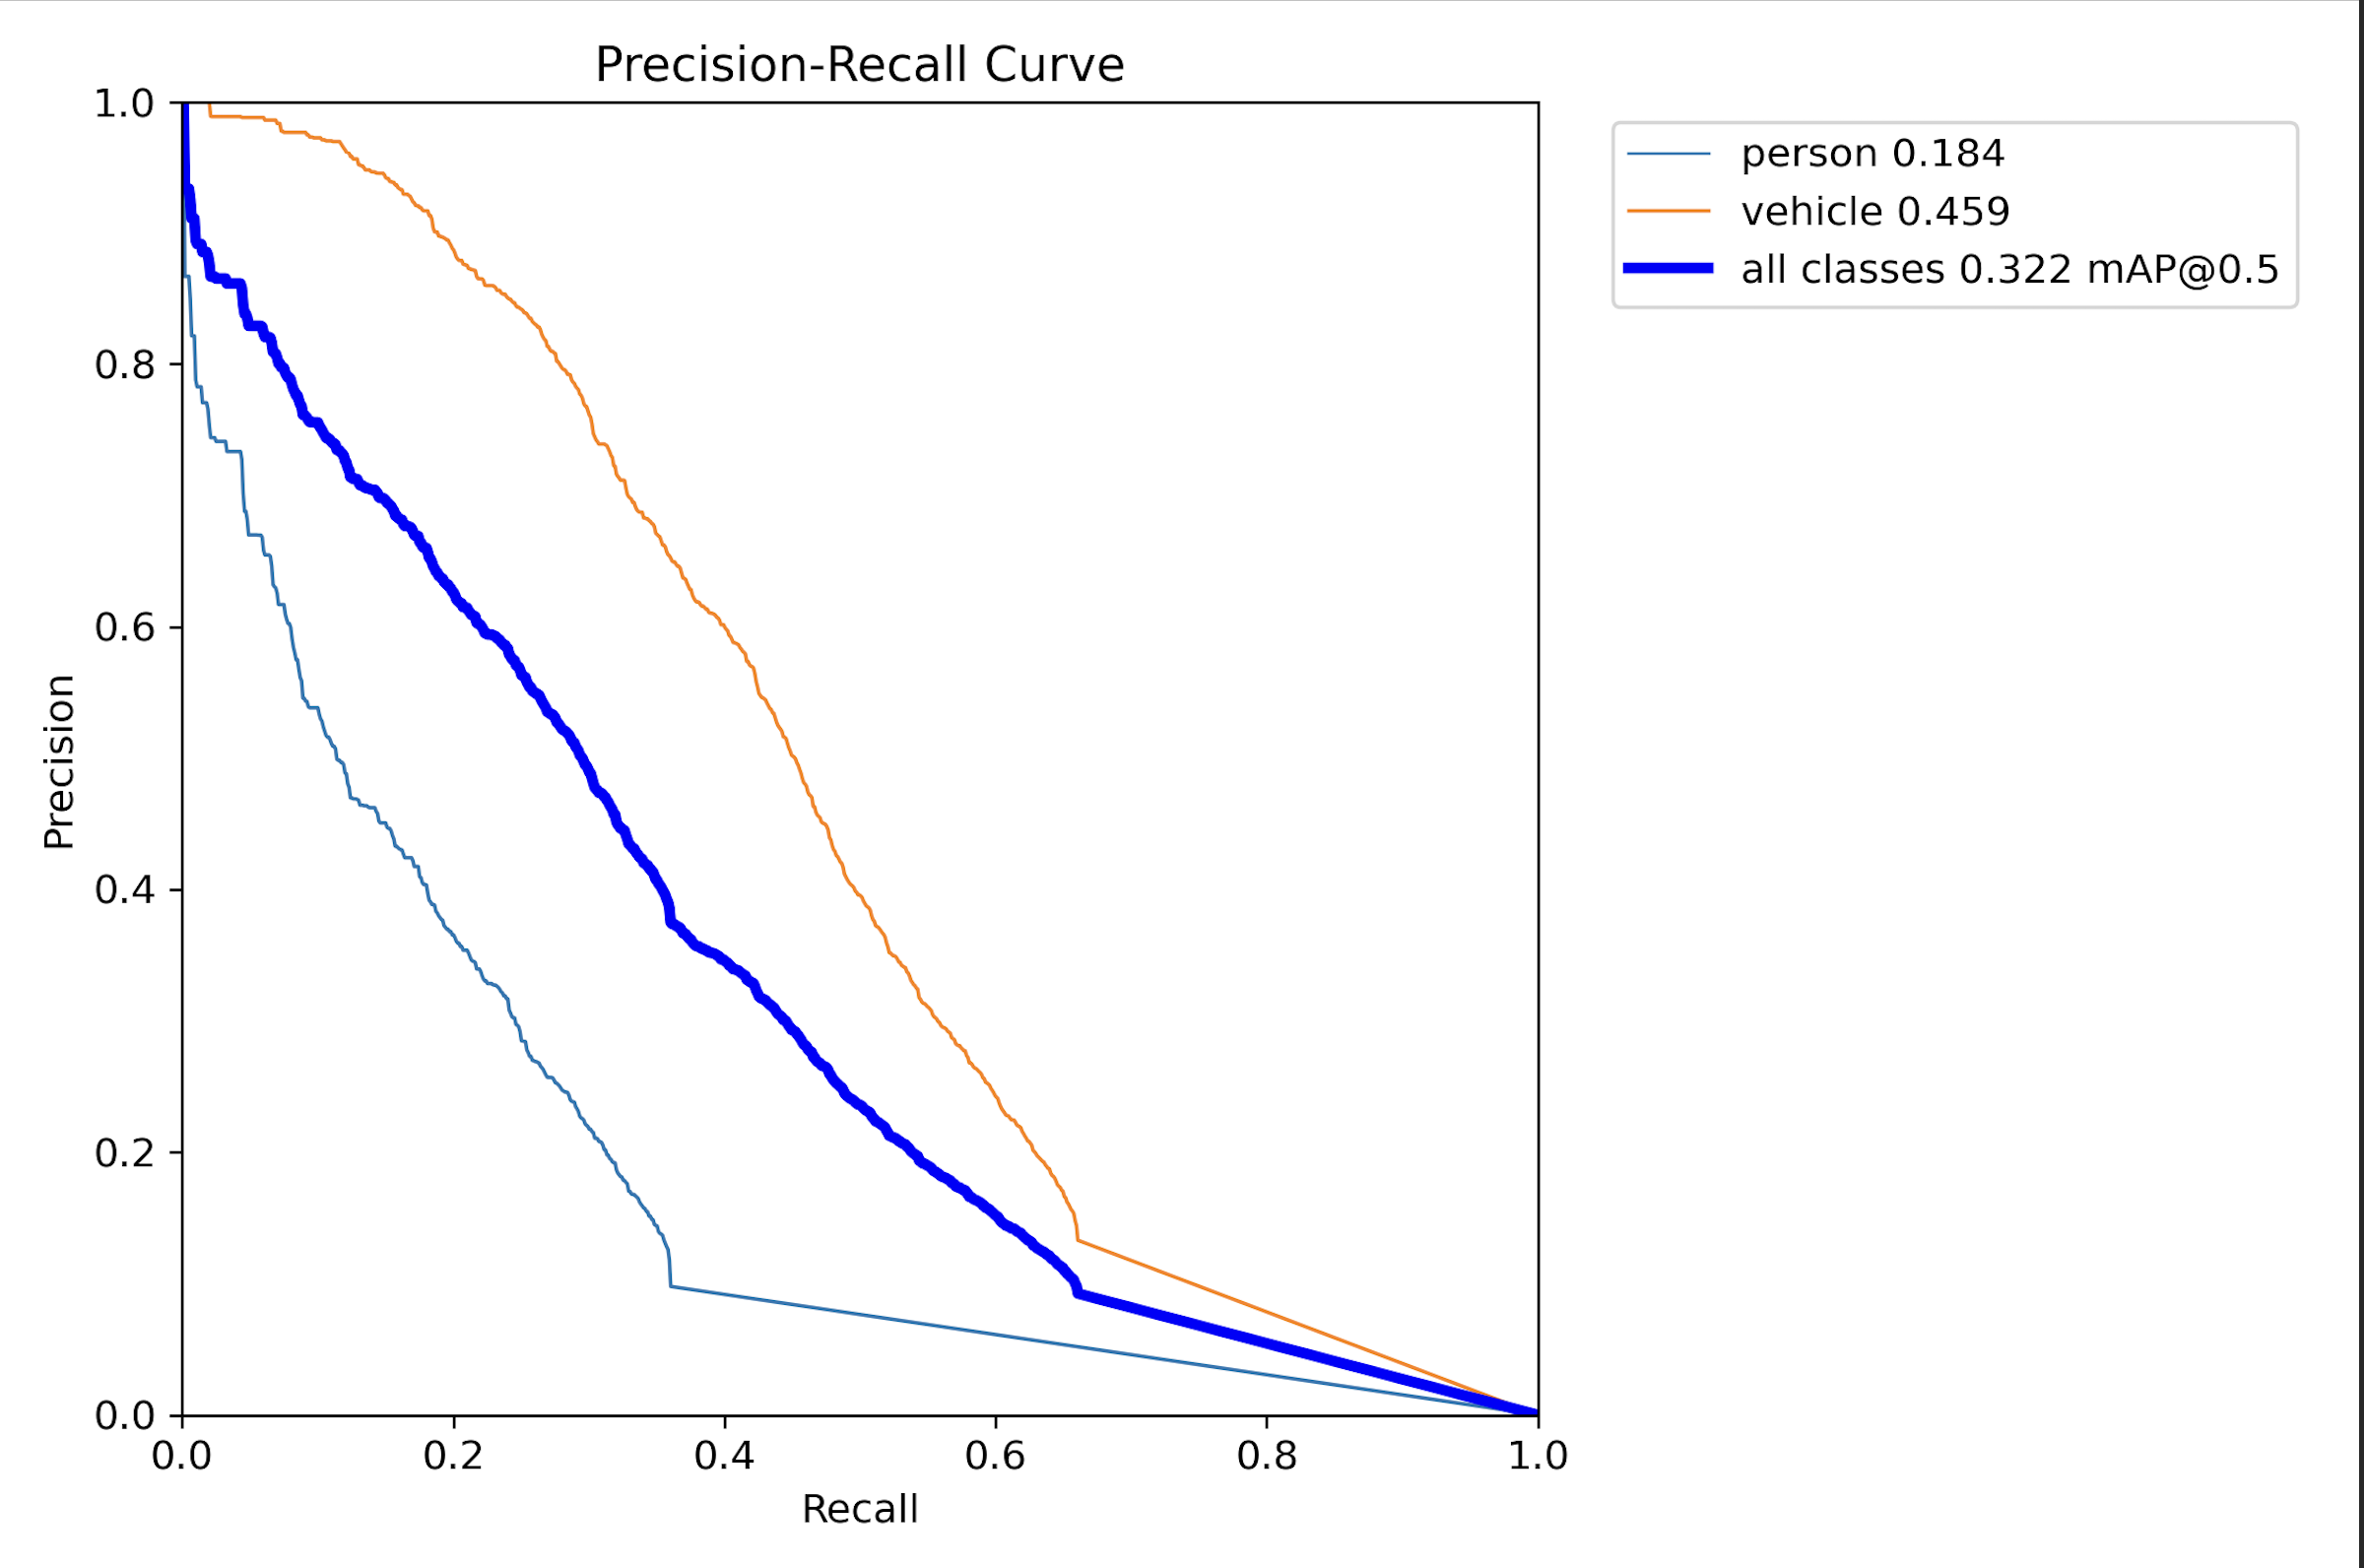 Precision-Recall Curve
1.0
0.8
0.6
0.4
0.2
0.0
Precision
0.0 0.2 0.4 0.6 0.8 1.0
Recall
person 0.184
vehicle 0.459
all classes 0.322 mAP@0.5